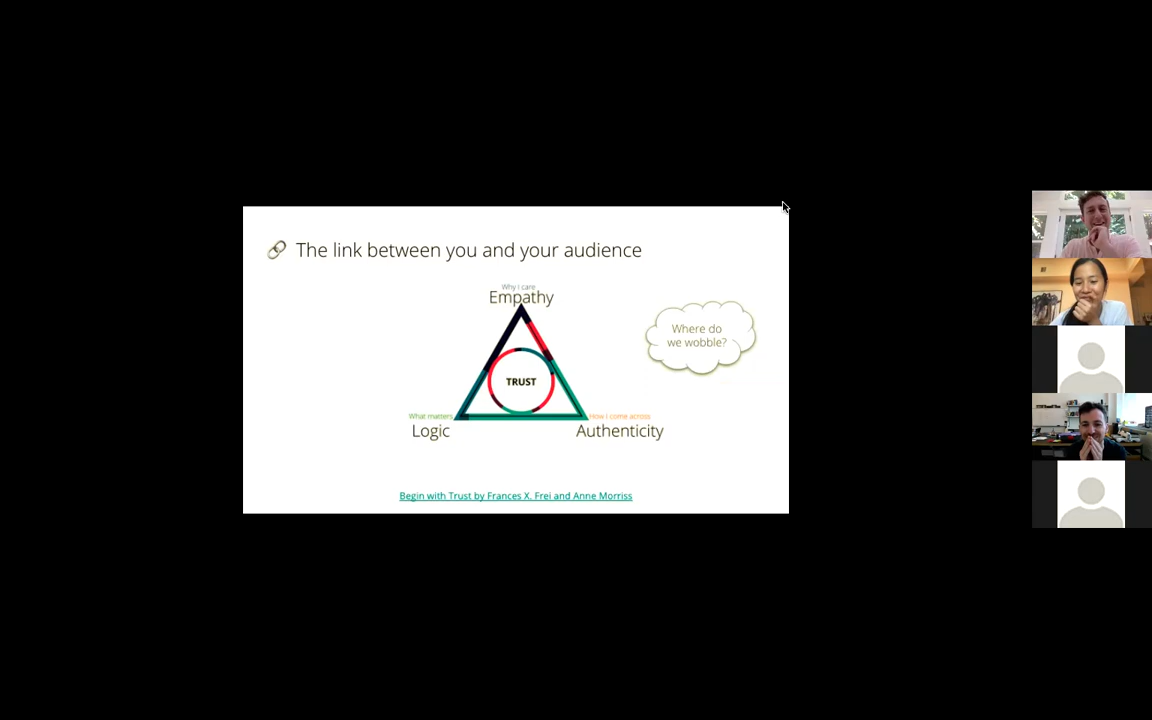 The link between you and your audience
Why I care
Empathy
Where do
we wobble?
TRUST
What matters
How I come across
Logic
Authenticity
Begin with Trust by Frances X. Frei and Anne Morriss